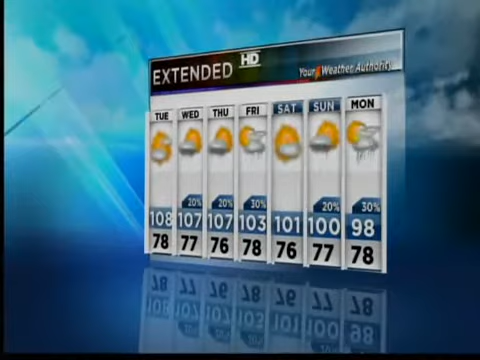 EXTENDED HD
Your Weather Authority
TUE WED THU FRI SAT SUN MON
20% 20% 30% 20% 30%
108 107 107 103 101 100 98
78 77 76 78 76 77 78